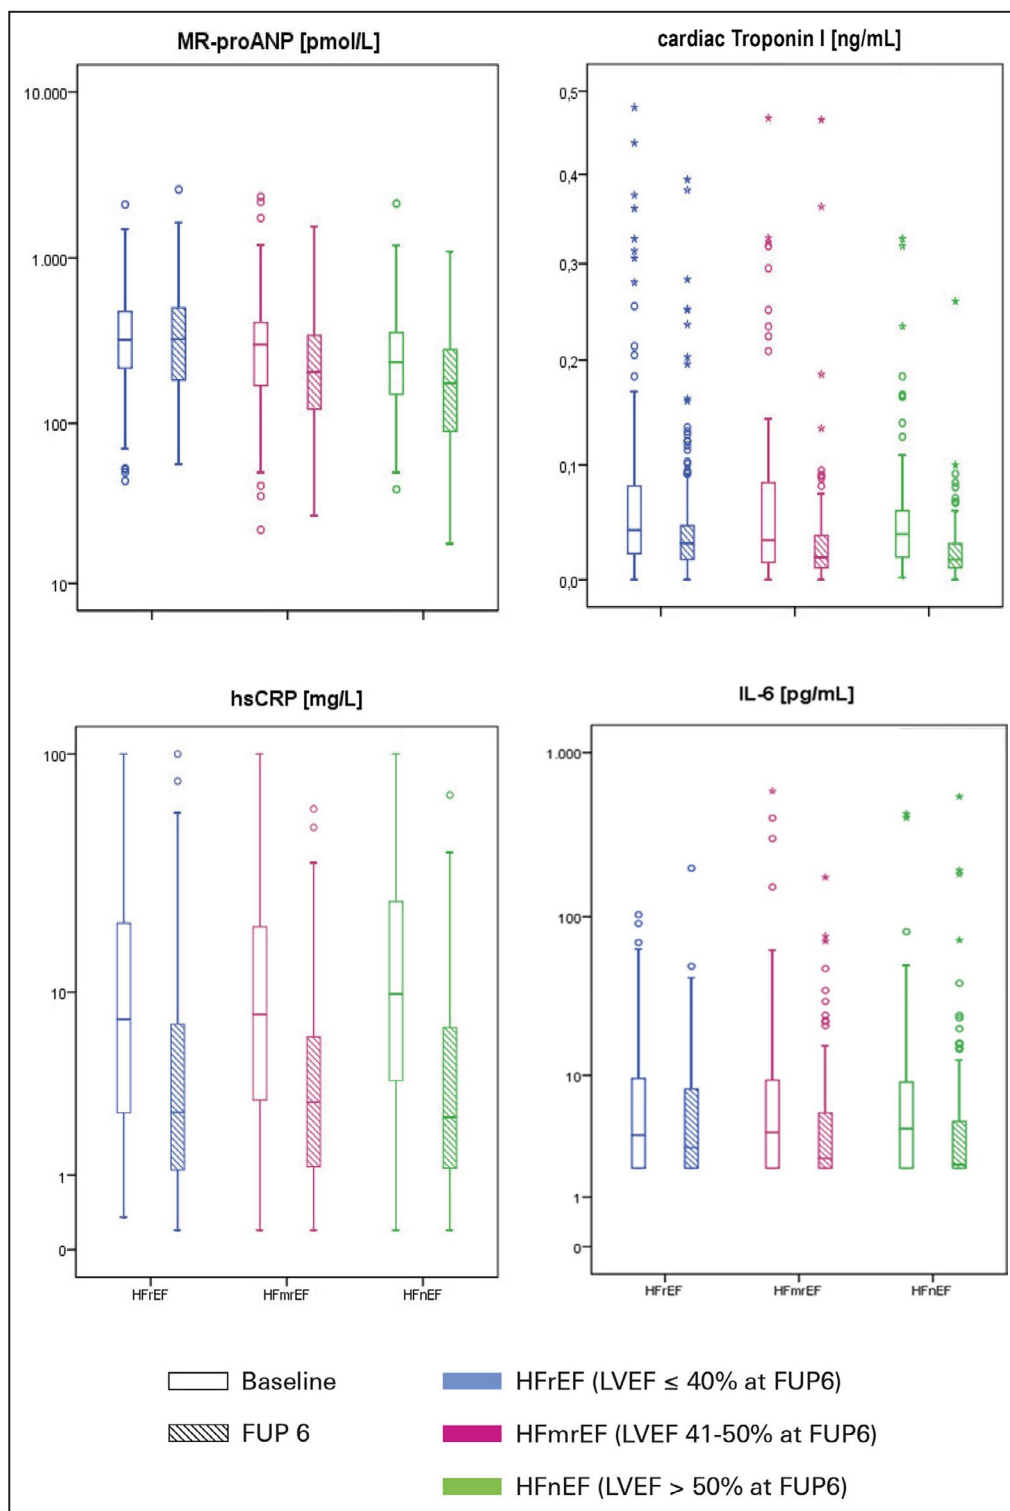 MR-proANP [pmol/L]
10.000
1.000
100
10
cardiac Troponin I [ng/mL]
0,5
0,4
0,3
0,2
0,1
0,0
hsCRP [mg/L]
100
10
1
0
HFrEF HFmrEF HFnEF
IL-6 [pg/mL]
1.000
100
10
1
0
HFrEF HFmrEF HFnEF
Baseline
FUP 6
HFrEF (LVEF ≤ 40% at FUP6)
HFmrEF (LVEF 41-50% at FUP6)
HFnEF (LVEF > 50% at FUP6)